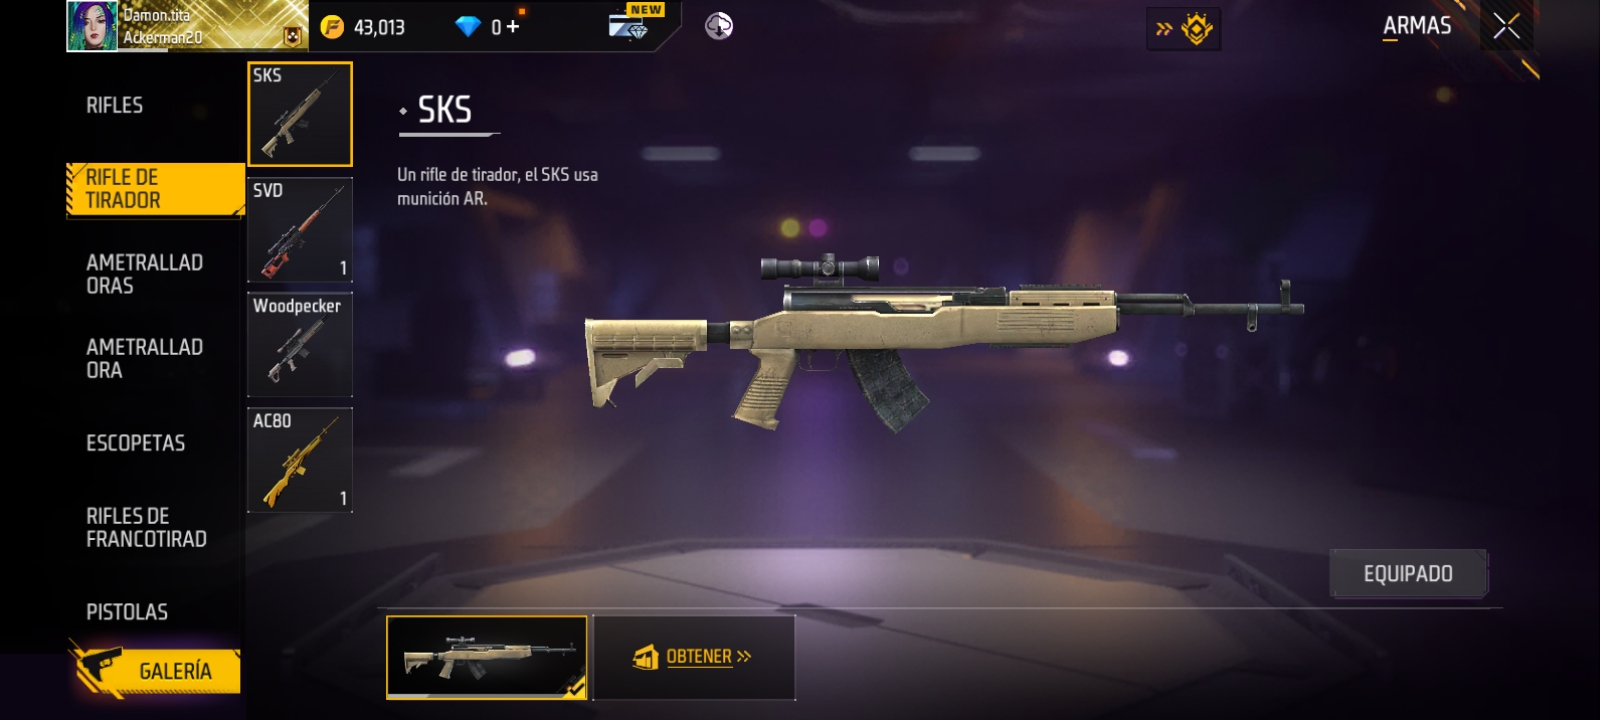 Damon.tita
Ackerman20
43,013
0 +
NEW
ARMAS
RIFLES
RIFLE DE
TIRADOR
AMETRALLAD
ORAS
AMETRALLAD
ORA
ESCOPETAS
RIFLES DE
FRANCOTIRAD
PISTOLAS
GALERÍA
SKS
SVD
1
Woodpecker
AC80
1
SKS
Un rifle de tirador, el SKS usa
munición AR.
EQUIPADO
OBTENER